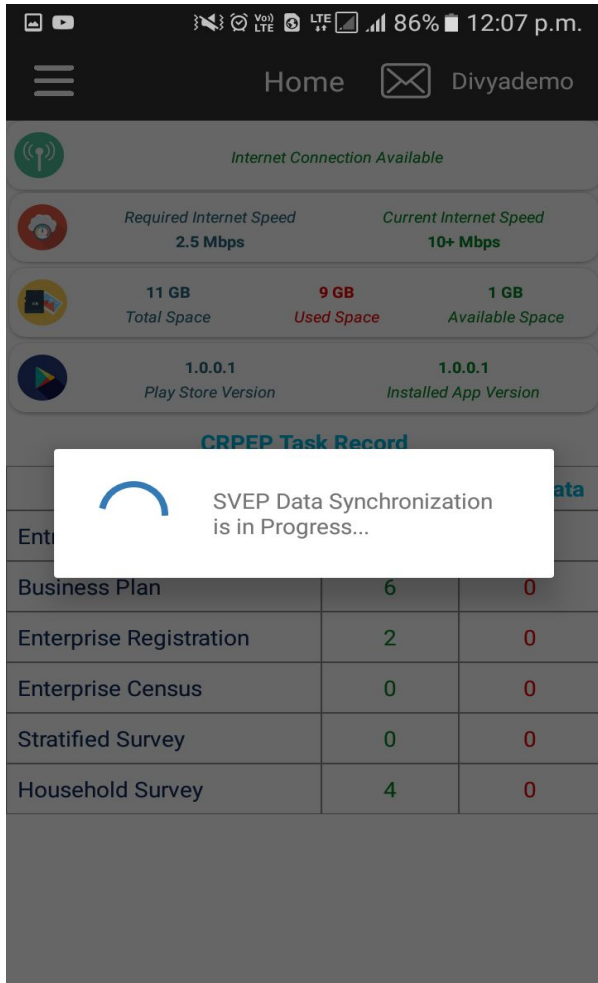 Vo)) LTE LTE 86% 12:07 p.m.
Home Divyademo
Internet Connection Available
Required Internet Speed Current Internet Speed
2.5 Mbps 10+ Mbps
11 GB 9 GB 1 GB
Total Space Used Space Available Space
1.0.0.1 1.0.0.1
Play Store Version Installed App Version
CRPEP Task Record
SVEP Data Synchronization
is in Progress...
Business Plan 6 0
Enterprise Registration 2 0
Enterprise Census 0 0
Stratified Survey 0 0
Household Survey 4 0